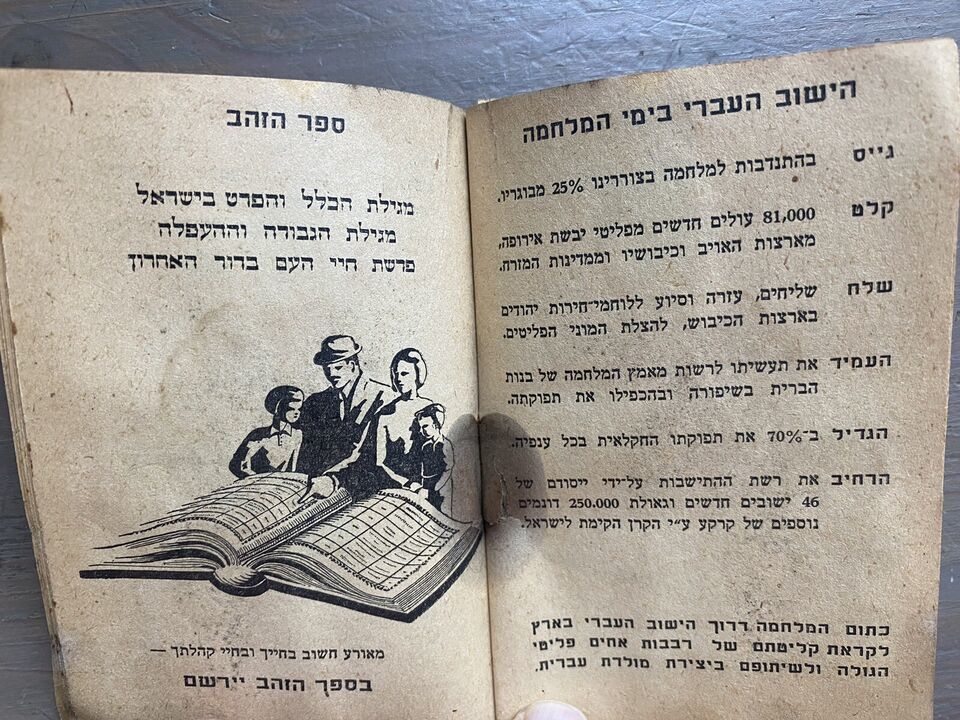 הישוב העברי בימי המלחמה
גייס בהתנדבות למלחמה בצוררינו 25% מבוגריו.
קלט 81,000 עולים חדשים מפליטי יבשת אירופה,
מארצות האויב וכיבושיו וממדינות המזרח.
שלח שליחים, עזרה וסיוע ללוחמי־חירות יהודים
בארצות הכיבוש, להצלת המוני הפליטים.
העמיד את תעשיתו לרשות מאמץ המלחמה של בנות
הברית בשיפורה ובהכפילו את תפוקתה.
הגדיל ב־70% את תפוקתו החקלאית בכל ענפיה.
הרחיב את רשת ההתישבות על־ידי ייסודם של
46 ישובים חדשים וגאולת 250.000 דונמים
נוספים של קרקע ע״י הקרן הקימת לישראל.
כתום המלחמה דרוך הישוב העברי בארץ
לקראת קליטתם של רבבות אחים פליטי
הגולה ולשיתופם ביצירת מולדת עברית.
ספר הזהב
מגילת הכלל והפרט בישראל
מגילת הגבורה וההעפלה
פרשת חיי העם בדור האחרון
מאורע חשוב בחייך ובחיי קהלתך —
בספר הזהב יירשם